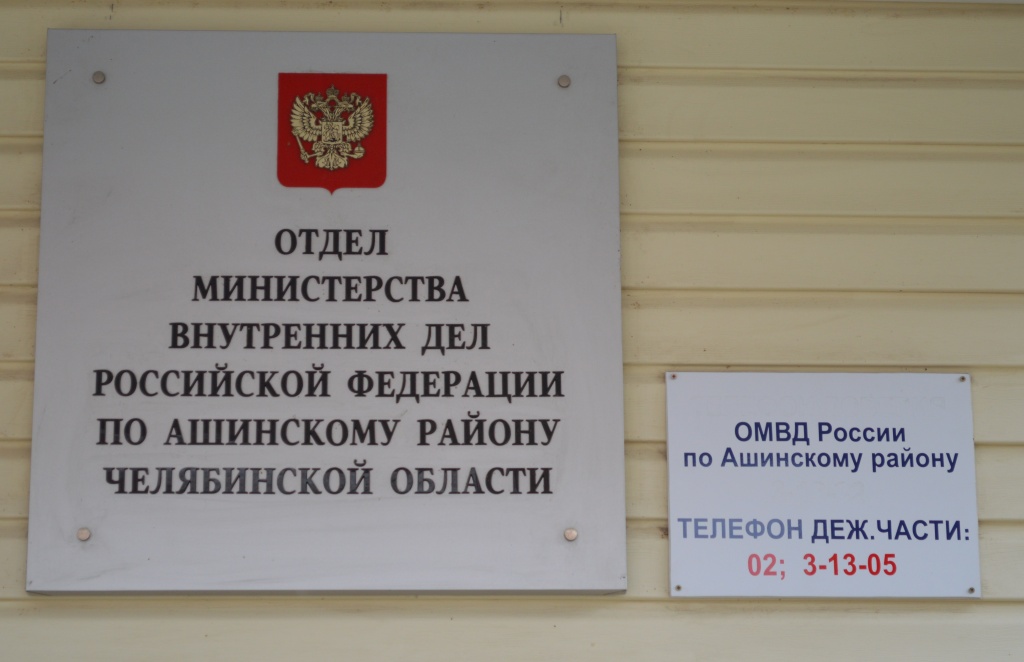 ОТДЕЛ
МИНИСТЕРСТВА
ВНУТРЕННИХ ДЕЛ
РОССИЙСКОЙ ФЕДЕРАЦИИ
ПО АШИНСКОМУ РАЙОНУ
ЧЕЛЯБИНСКОЙ ОБЛАСТИ
ОМВД России
по Ашинскому району
ТЕЛЕФОН ДЕЖ.ЧАСТИ:
02; 3-13-05